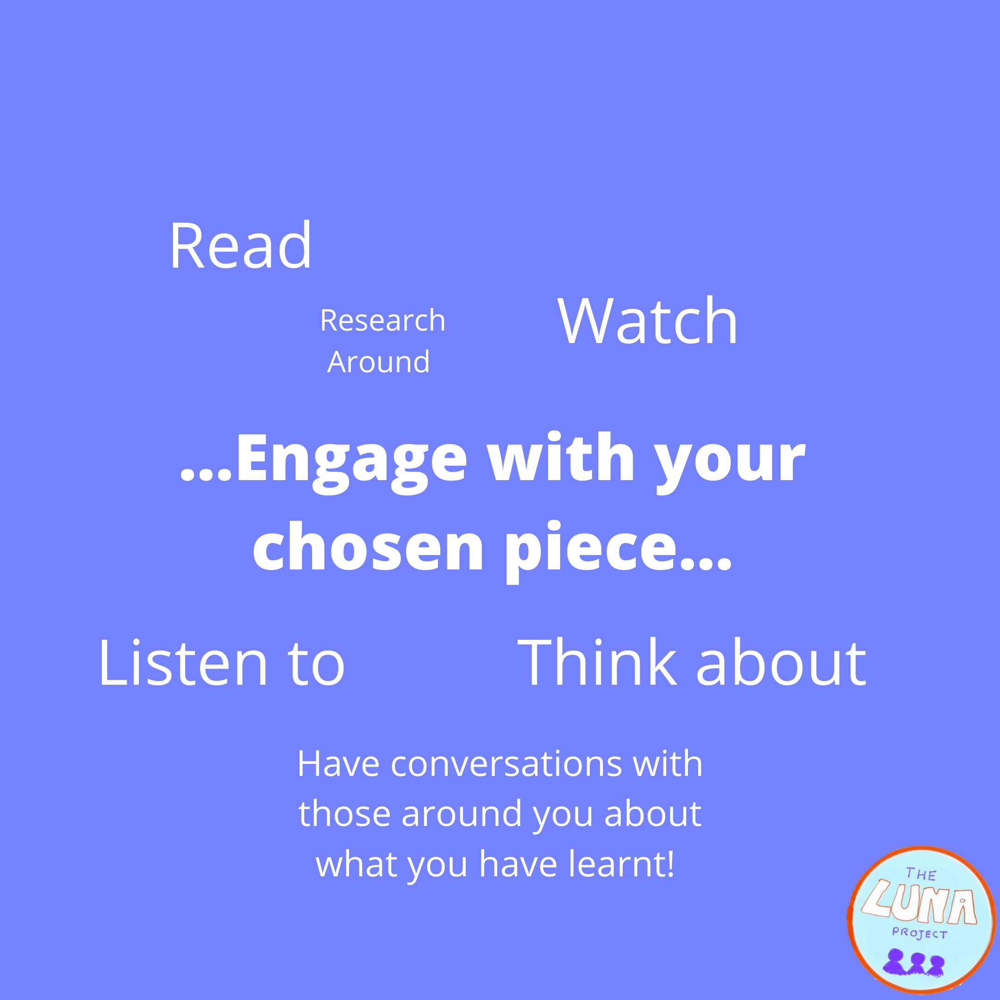 Read
Watch
Research
Around
...Engage with your
chosen piece...
Listen to
Think about
Have conversations with
those around you about
what you have learnt!
THE
LUNA
PROJECT